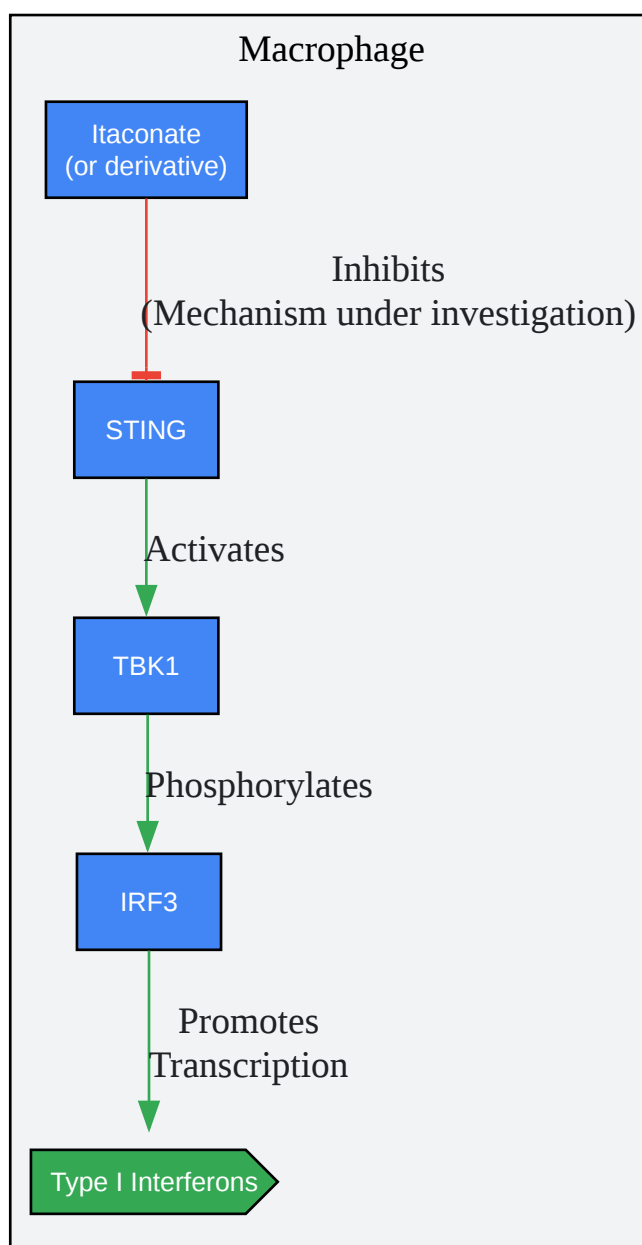 Macrophage
Itaconate
(or derivative)
Inhibits
(Mechanism under investigation)
STING
Activates
TBK1
Phosphorylates
IRF3
Promotes
Transcription
Type I Interferons